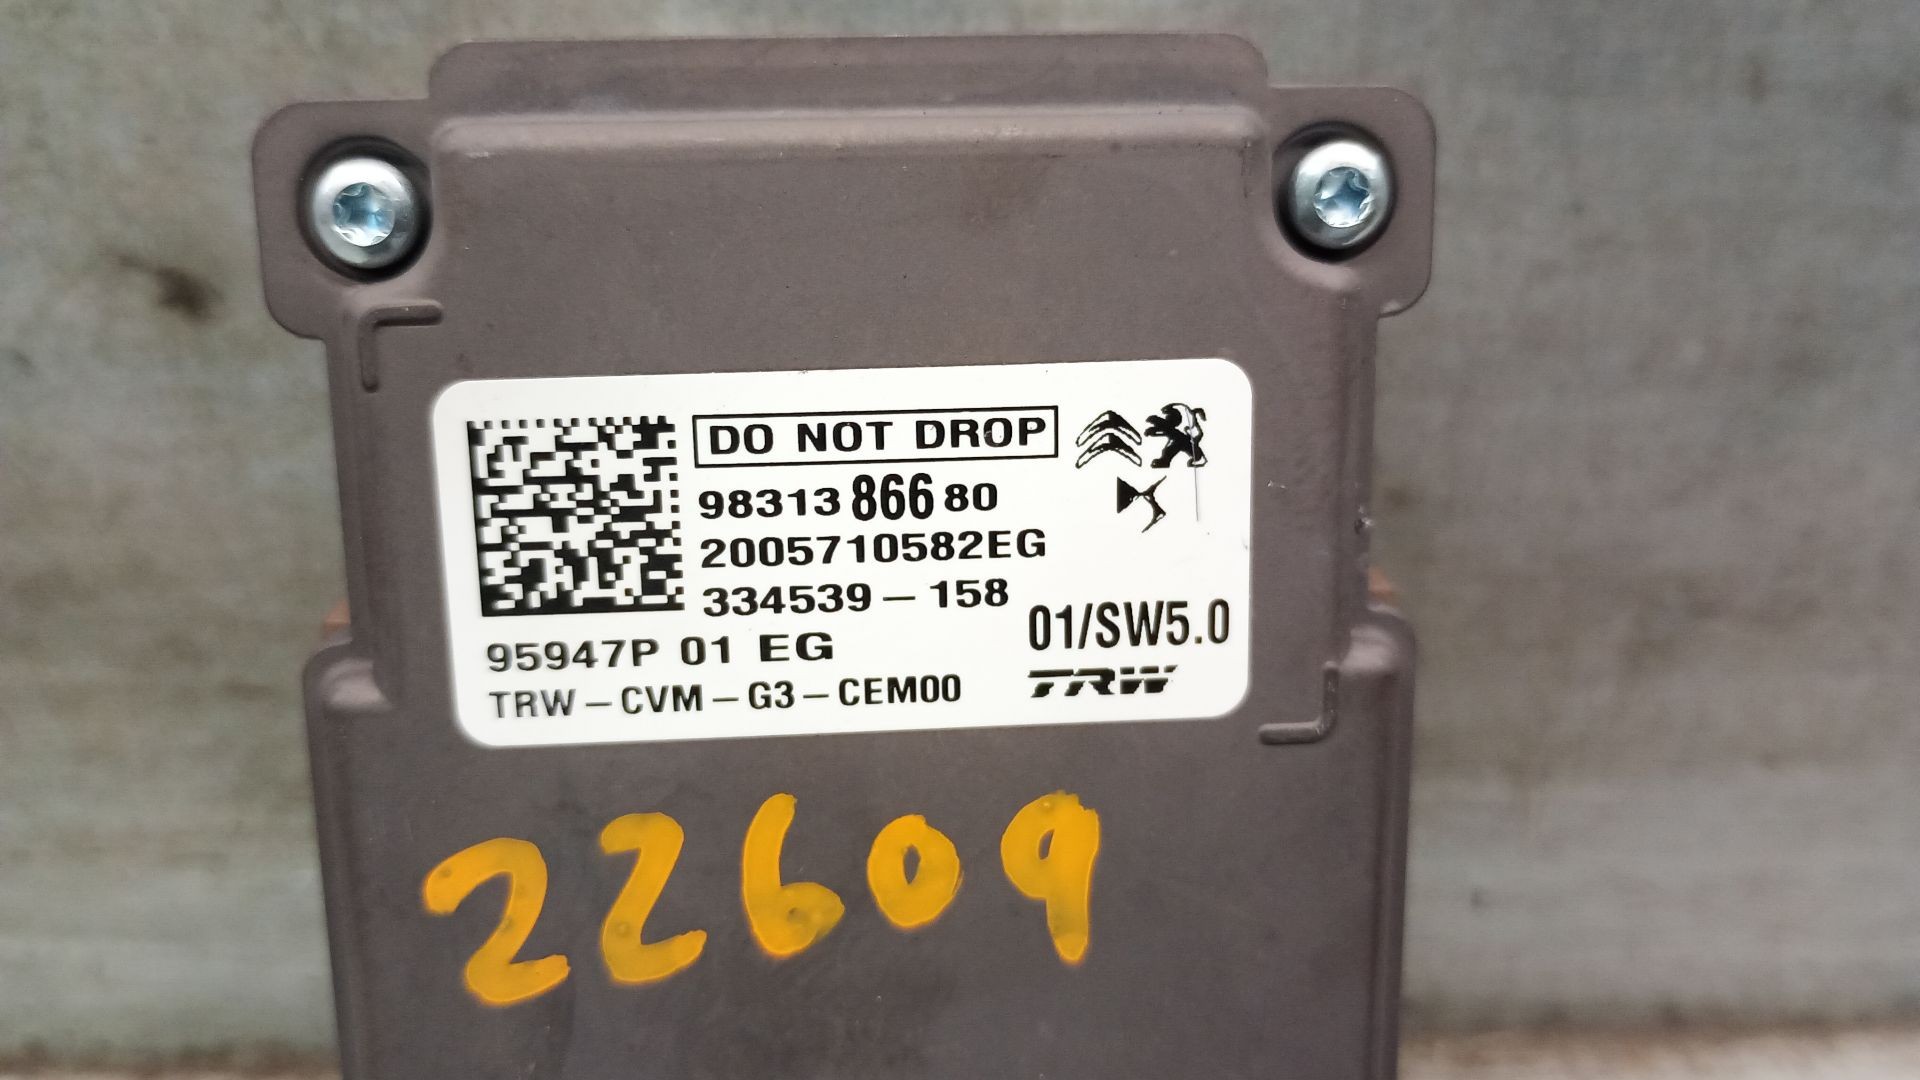 DO NOT DROP
98313 866 80
2005710582EG
334539 - 158
01/SW5.0
95947P 01 EG
TRW - CVM - G3 - CEM00
TRW
22609